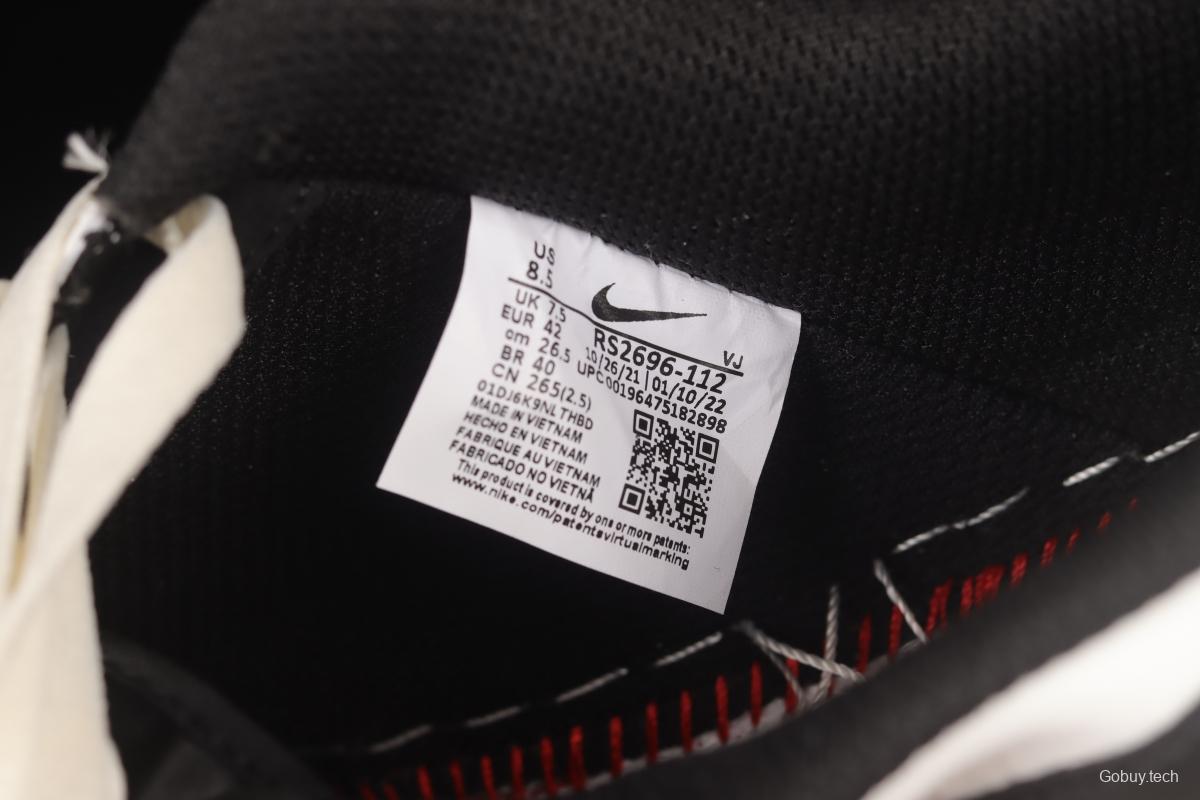 US
8.5
UK 7.5
EUR 42
cm 26.5
BR 40
CN 265(2.5)
01DJ6K9NLTHBD
MADE IN VIETNAM
HECHO EN VIETNAM
FABRIQUE AU VIETNAM
FABRICADO NO VIETNÃ
VJ
RS2696-112
10/26/21 | 01/10/22
UPC00196475182898
This product is covered by one or more patents:
www.nike.com/patentsvirtualmarking
Gobuy.tech